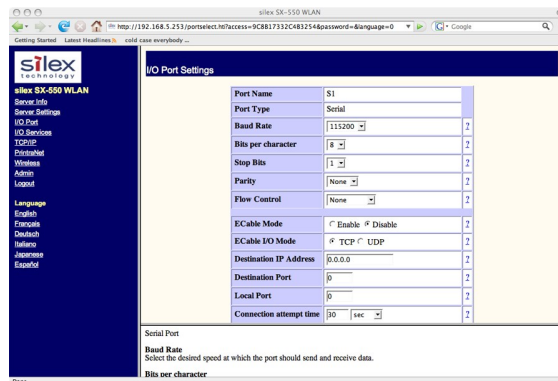 silex SX-550 WLAN
http://192.168.5.253/portselect.htl?access=9C8B17332C483254&password=&language=0
Google
Getting Started Latest Headlines cold case everybody ...
silex
technology
silex SX-550 WLAN
Server Info
Server Settings
I/O Port
I/O Services
TCP/IP
PrintraNet
Wireless
Admin
Logout
Language
English
Français
Deutsch
Italiano
Japanese
Español
I/O Port Settings
Port Name S1
Port Type Serial
Baud Rate 115200 ?
Bits per character 8 ?
Stop Bits 1 ?
Parity None ?
Flow Control None ?
ECable Mode Enable Disable ?
ECable I/O Mode TCP UDP ?
Destination IP Address 0.0.0.0 ?
Destination Port 0 ?
Local Port 0 ?
Connection attempt time 30 sec ?
Serial Port
Baud Rate
Select the desired speed at which the port should send and receive data.
Bits per character
Done